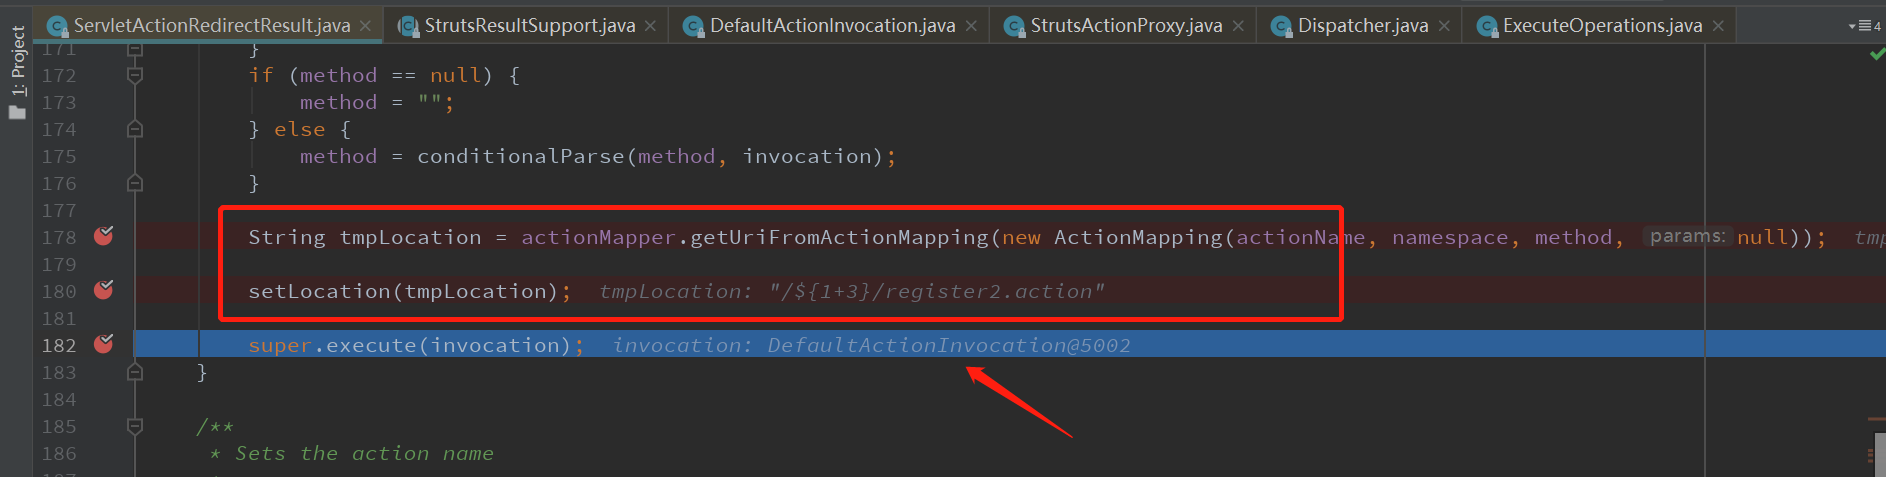 ServletActionRedirectResult.java StrutsResultSupport.java DefaultActionInvocation.java StrutsActionProxy.java Dispatcher.java ExecuteOperations.java 4
1: Project
171 }
172 if (method == null) {
173 method = "";
174 } else {
175 method = conditionalParse(method, invocation);
176 }
177
178 String tmpLocation = actionMapper.getUriFromActionMapping(new ActionMapping(actionName, namespace, method, params: null)); tmp
179
180 setLocation(tmpLocation); tmpLocation: "/${1+3}/register2.action"
181
182 super.execute(invocation); invocation: DefaultActionInvocation@5002
183 }
184
185 /**
186 * Sets the action name